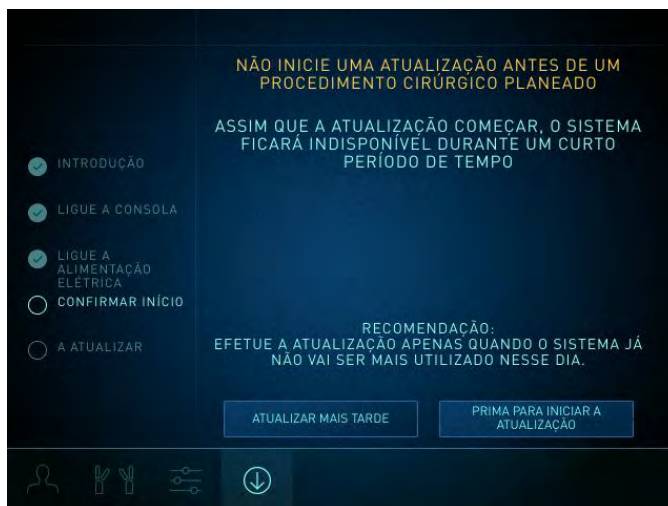 NÃO INICIE UMA ATUALIZAÇÃO ANTES DE UM
PROCEDIMENTO CIRÚRGICO PLANEADO
ASSIM QUE A ATUALIZAÇÃO COMEÇAR, O SISTEMA
FICARÁ INDISPONÍVEL DURANTE UM CURTO
PERÍODO DE TEMPO
INTRODUÇÃO
LIGUE A CONSOLA
LIGUE A
ALIMENTAÇÃO
ELÉTRICA
CONFIRMAR INÍCIO
A ATUALIZAR
RECOMENDAÇÃO:
EFETUE A ATUALIZAÇÃO APENAS QUANDO O SISTEMA JÁ
NÃO VAI SER MAIS UTILIZADO NESSE DIA.
ATUALIZAR MAIS TARDE
PRIMA PARA INICIAR A
ATUALIZAÇÃO